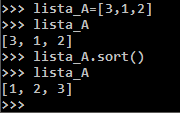 >>> lista_A=[3,1,2]
>>> lista_A
[3, 1, 2]
>>> lista_A.sort()
>>> lista_A
[1, 2, 3]
>>>